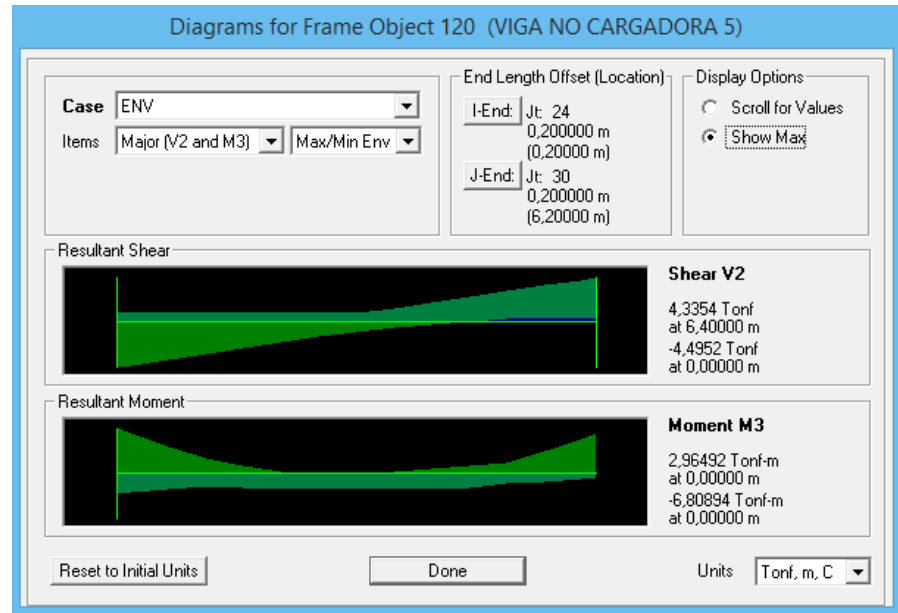 Diagrams for Frame Object 120 (VIGA NO CARGADORA 5)
Case ENV
Items Major (V2 and M3) Max/Min Env
End Length Offset (Location)
I-End: Jt: 24
0,200000 m
(0,20000 m)
J-End: Jt: 30
0,200000 m
(6,20000 m)
Display Options
Scroll for Values
Show Max
Resultant Shear
Shear V2
4,3354 Tonf
at 6,40000 m
-4,4952 Tonf
at 0,00000 m
Resultant Moment
Moment M3
2,96492 Tonf-m
at 0,00000 m
-6,80894 Tonf-m
at 0,00000 m
Reset to Initial Units
Done
Units Tonf, m, C